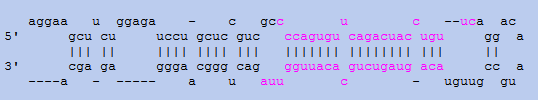 aggaa u ggaga - c gcc u c --uca ac
5' gcu cu uccu gcuc guc ccagugu cagacuac ugu gg a
|||| || |||| |||| ||| ||||||| |||||||| ||| ||
3' cga ga ggga cggg cag gguuaca gucugaug aca cc a
----a - ----- a u auu c - uguug gu